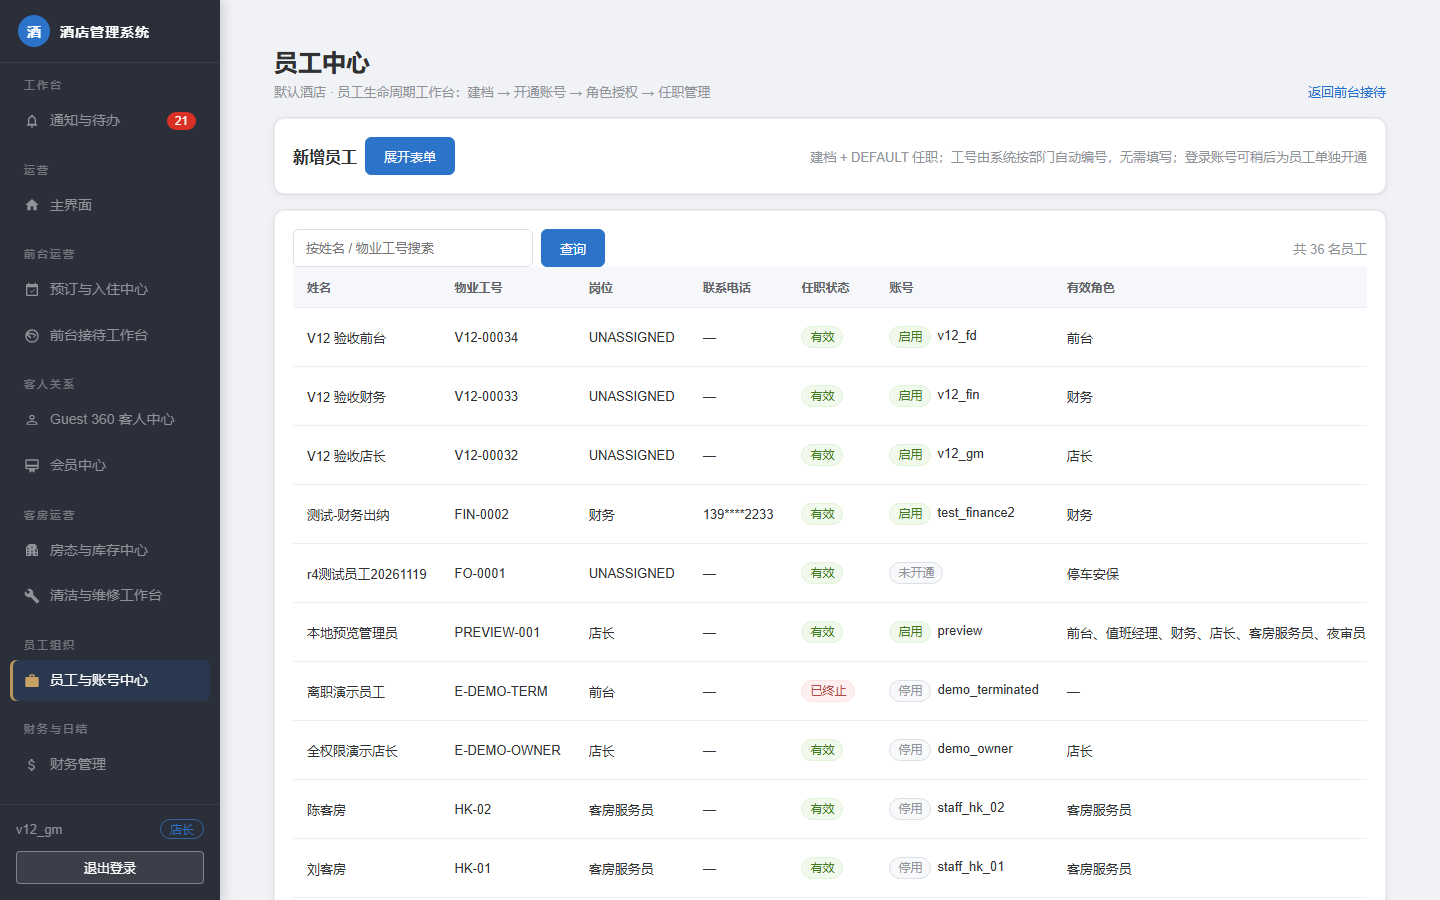 酒 酒店管理系统
工作台
通知与待办 21
运营
主界面
前台运营
预订与入住中心
前台接待工作台
客人关系
Guest 360 客人中心
会员中心
客房运营
房态与库存中心
清洁与维修工作台
员工组织
员工与账号中心
财务与日结
财务管理
v12_gm 店长
退出登录
员工中心
默认酒店 · 员工生命周期工作台：建档 → 开通账号 → 角色授权 → 任职管理
返回前台接待
新增员工 展开表单 建档 + DEFAULT 任职；工号由系统按部门自动编号，无需填写；登录账号可稍后为员工单独开通
按姓名 / 物业工号搜索 查询 共 36 名员工
姓名 物业工号 岗位 联系电话 任职状态 账号 有效角色
V12 验收前台 V12-00034 UNASSIGNED — 有效 启用 v12_fd 前台
V12 验收财务 V12-00033 UNASSIGNED — 有效 启用 v12_fin 财务
V12 验收店长 V12-00032 UNASSIGNED — 有效 启用 v12_gm 店长
测试-财务出纳 FIN-0002 财务 139****2233 有效 启用 test_finance2 财务
r4测试员工20261119 FO-0001 UNASSIGNED — 有效 未开通 停车安保
本地预览管理员 PREVIEW-001 店长 — 有效 启用 preview 前台、值班经理、财务、店长、客房服务员、夜审员
离职演示员工 E-DEMO-TERM 前台 — 已终止 停用 demo_terminated —
全权限演示店长 E-DEMO-OWNER 店长 — 有效 停用 demo_owner 店长
陈客房 HK-02 客房服务员 — 有效 停用 staff_hk_02 客房服务员
刘客房 HK-01 客房服务员 — 有效 停用 staff_hk_01 客房服务员